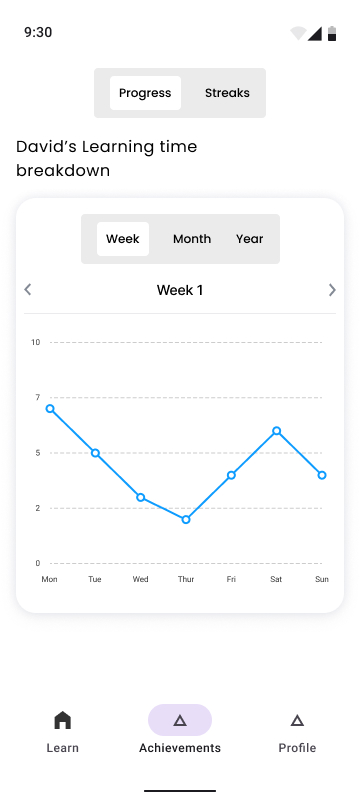 9:30
Progress Streaks
David’s Learning time
breakdown
Week Month Year
Week 1
10
7
5
2
0
Mon Tue Wed Thur Fri Sat Sun
Learn Achievements Profile